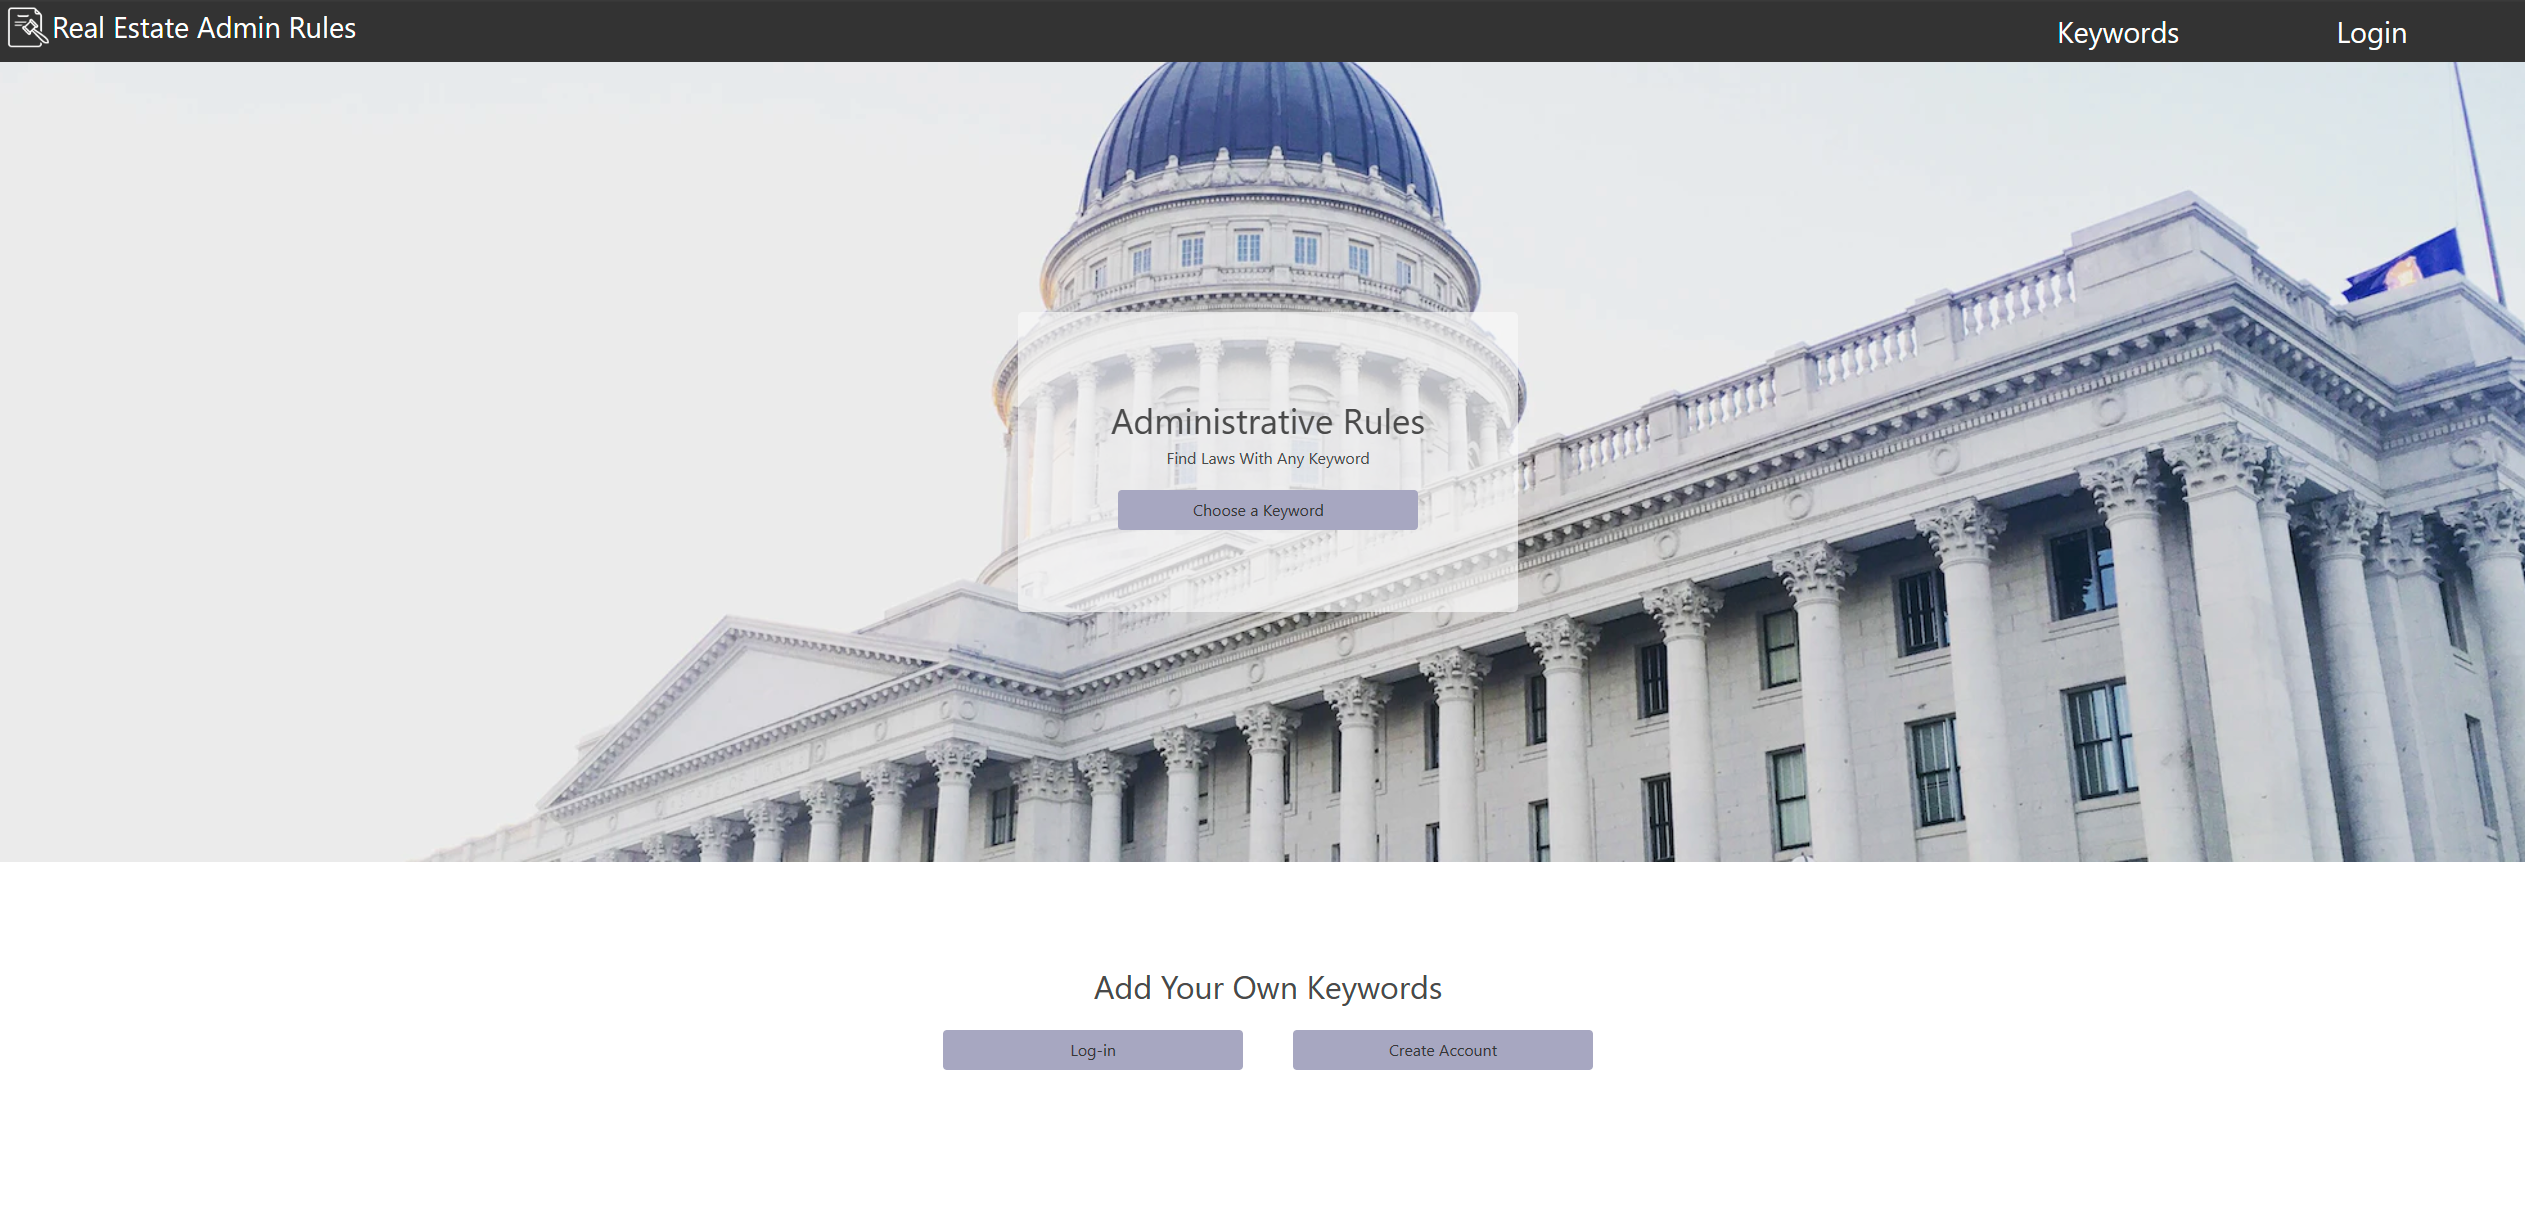 Real Estate Admin Rules
Keywords
Login
Administrative Rules
Find Laws With Any Keyword
Choose a Keyword
Add Your Own Keywords
Log-in
Create Account